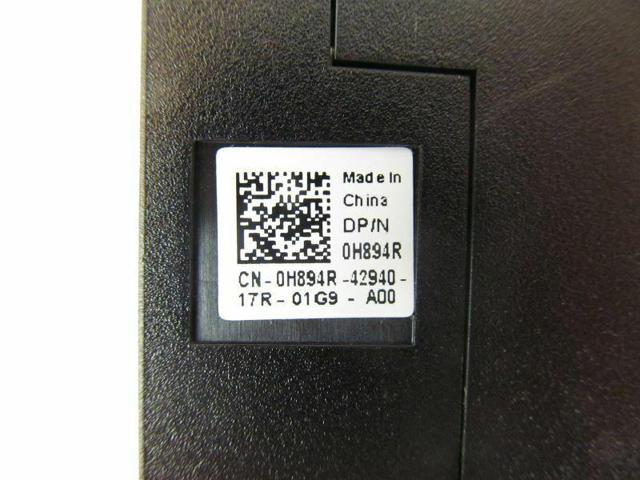 Made In
China
DP/N
0H894R
CN-0H894R-42940-
17R-01G9-A00